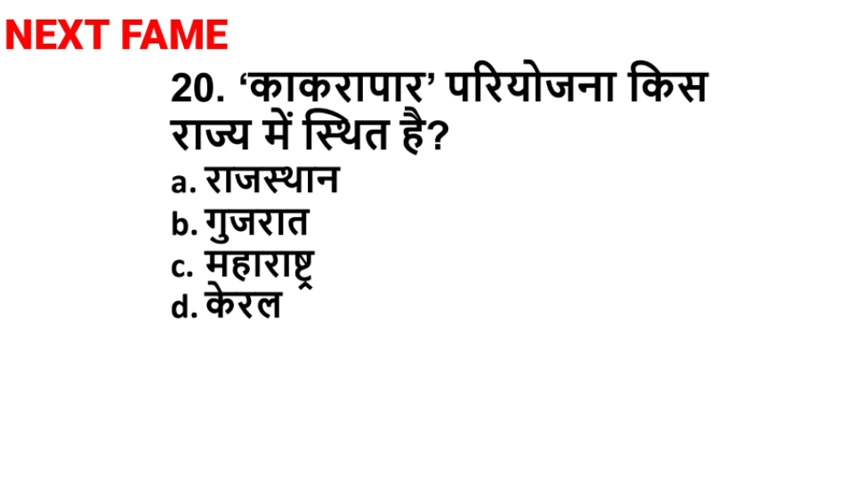 NEXT FAME
20. ‘काकरापार’ परियोजना किस
राज्य में स्थित है?
a. राजस्थान
b. गुजरात
c. महाराष्ट्र
d. केरल